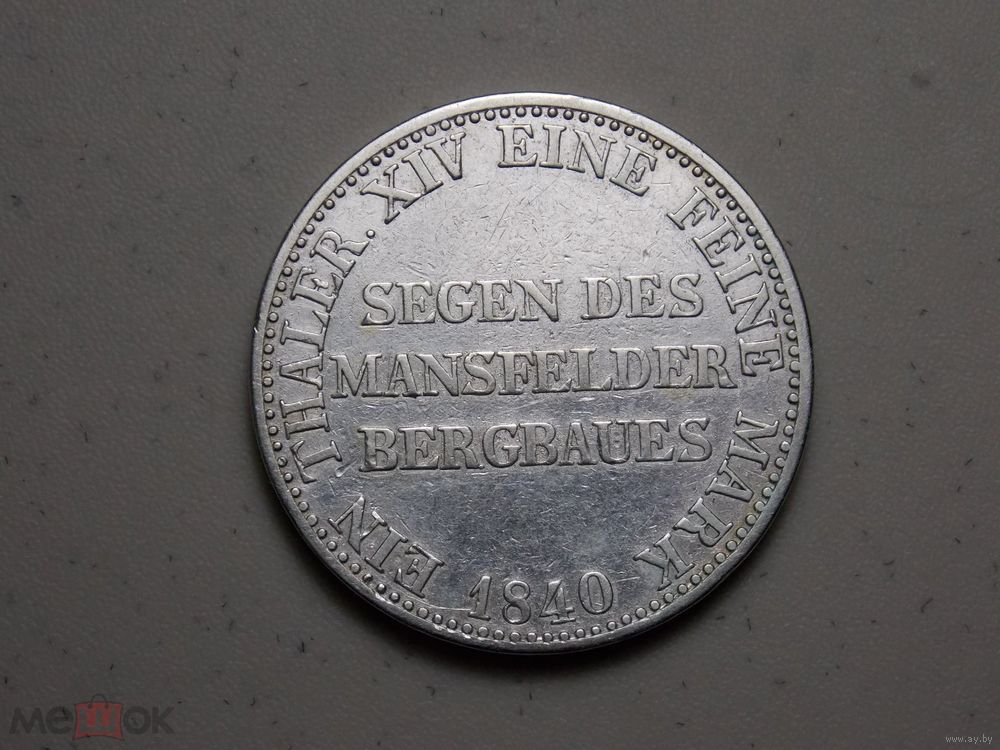 EIN THALER. XIV EINE FEINE MARK
SEGEN DES
MANSFELDER
BERGBAUES
1840
мешок
www.ay.by